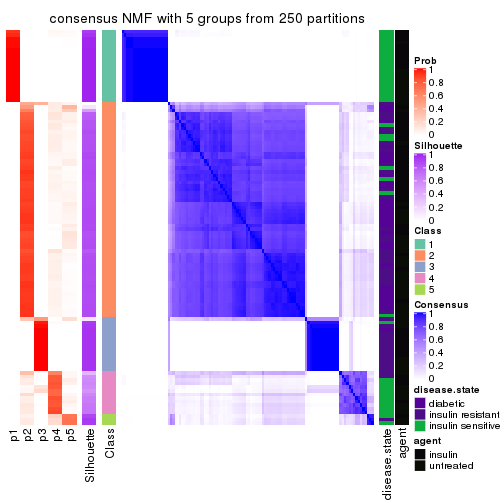 consensus NMF with 5 groups from 250 partitions
p1
p2
p3
p4
p5
Silhouette
Class
disease.state
agent
Prob
1
0.8
0.6
0.4
0.2
0
Silhouette
1
0.8
0.6
0.4
0.2
0
Class
1
2
3
4
5
Consensus
1
0.8
0.6
0.4
0.2
0
disease.state
diabetic
insulin resistant
insulin sensitive
agent
insulin
untreated